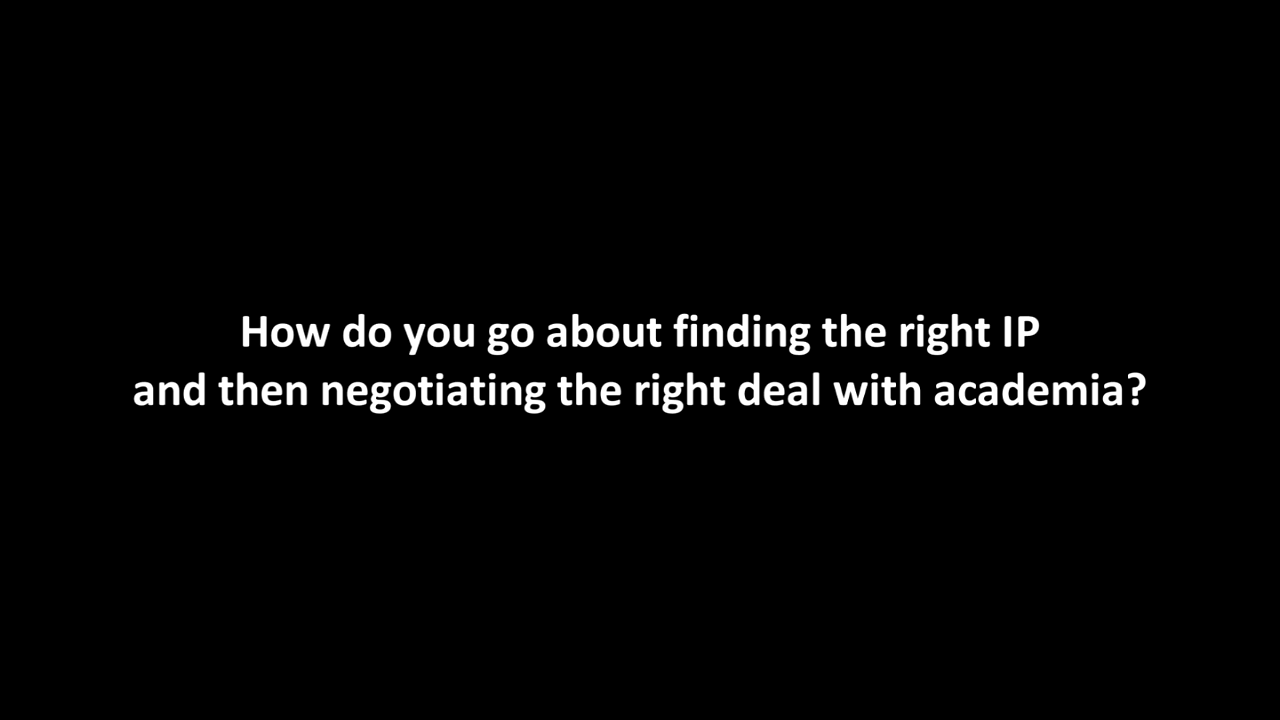 How do you go about finding the right IP
and then negotiating the right deal with academia?